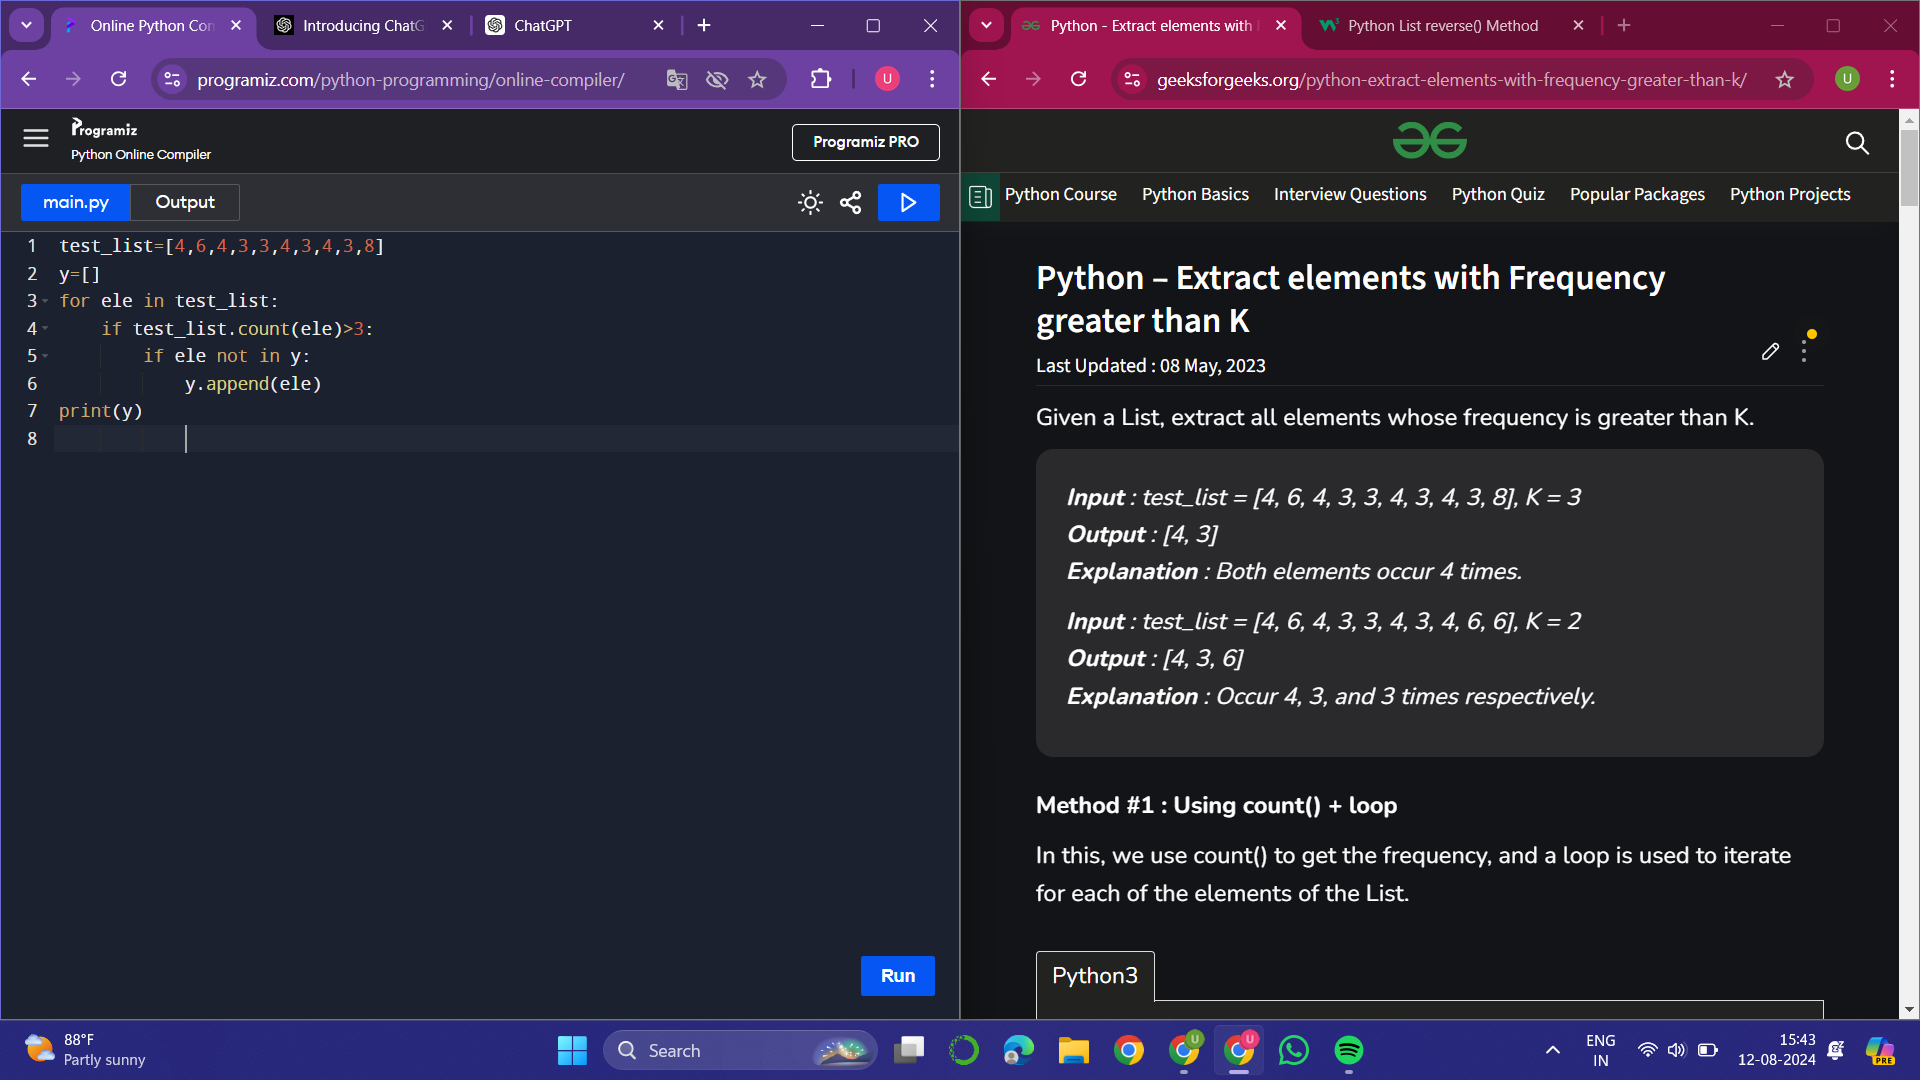 Online Python Con
Introducing ChatG
ChatGPT
programiz.com/python-programming/online-compiler/
U
Programiz
Python Online Compiler
Programiz PRO
main.py
Output
1 test_list=[4,6,4,3,3,4,3,4,3,8]
2 y=[]
3 for ele in test_list:
4 if test_list.count(ele)>3:
5 if ele not in y:
6 y.append(ele)
7 print(y)
8
Run
Python - Extract elements with
Python List reverse() Method
geeksforgeeks.org/python-extract-elements-with-frequency-greater-than-k/
U
Python Course
Python Basics
Interview Questions
Python Quiz
Popular Packages
Python Projects
Python – Extract elements with Frequency
greater than K
Last Updated : 08 May, 2023
Given a List, extract all elements whose frequency is greater than K.
Input : test_list = [4, 6, 4, 3, 3, 4, 3, 4, 3, 8], K = 3
Output : [4, 3]
Explanation : Both elements occur 4 times.
Input : test_list = [4, 6, 4, 3, 3, 4, 3, 4, 6, 6], K = 2
Output : [4, 3, 6]
Explanation : Occur 4, 3, and 3 times respectively.
Method #1 : Using count() + loop
In this, we use count() to get the frequency, and a loop is used to iterate
for each of the elements of the List.
Python3
88°F
Partly sunny
Search
U
U
ENG
IN
15:43
12-08-2024
PRE